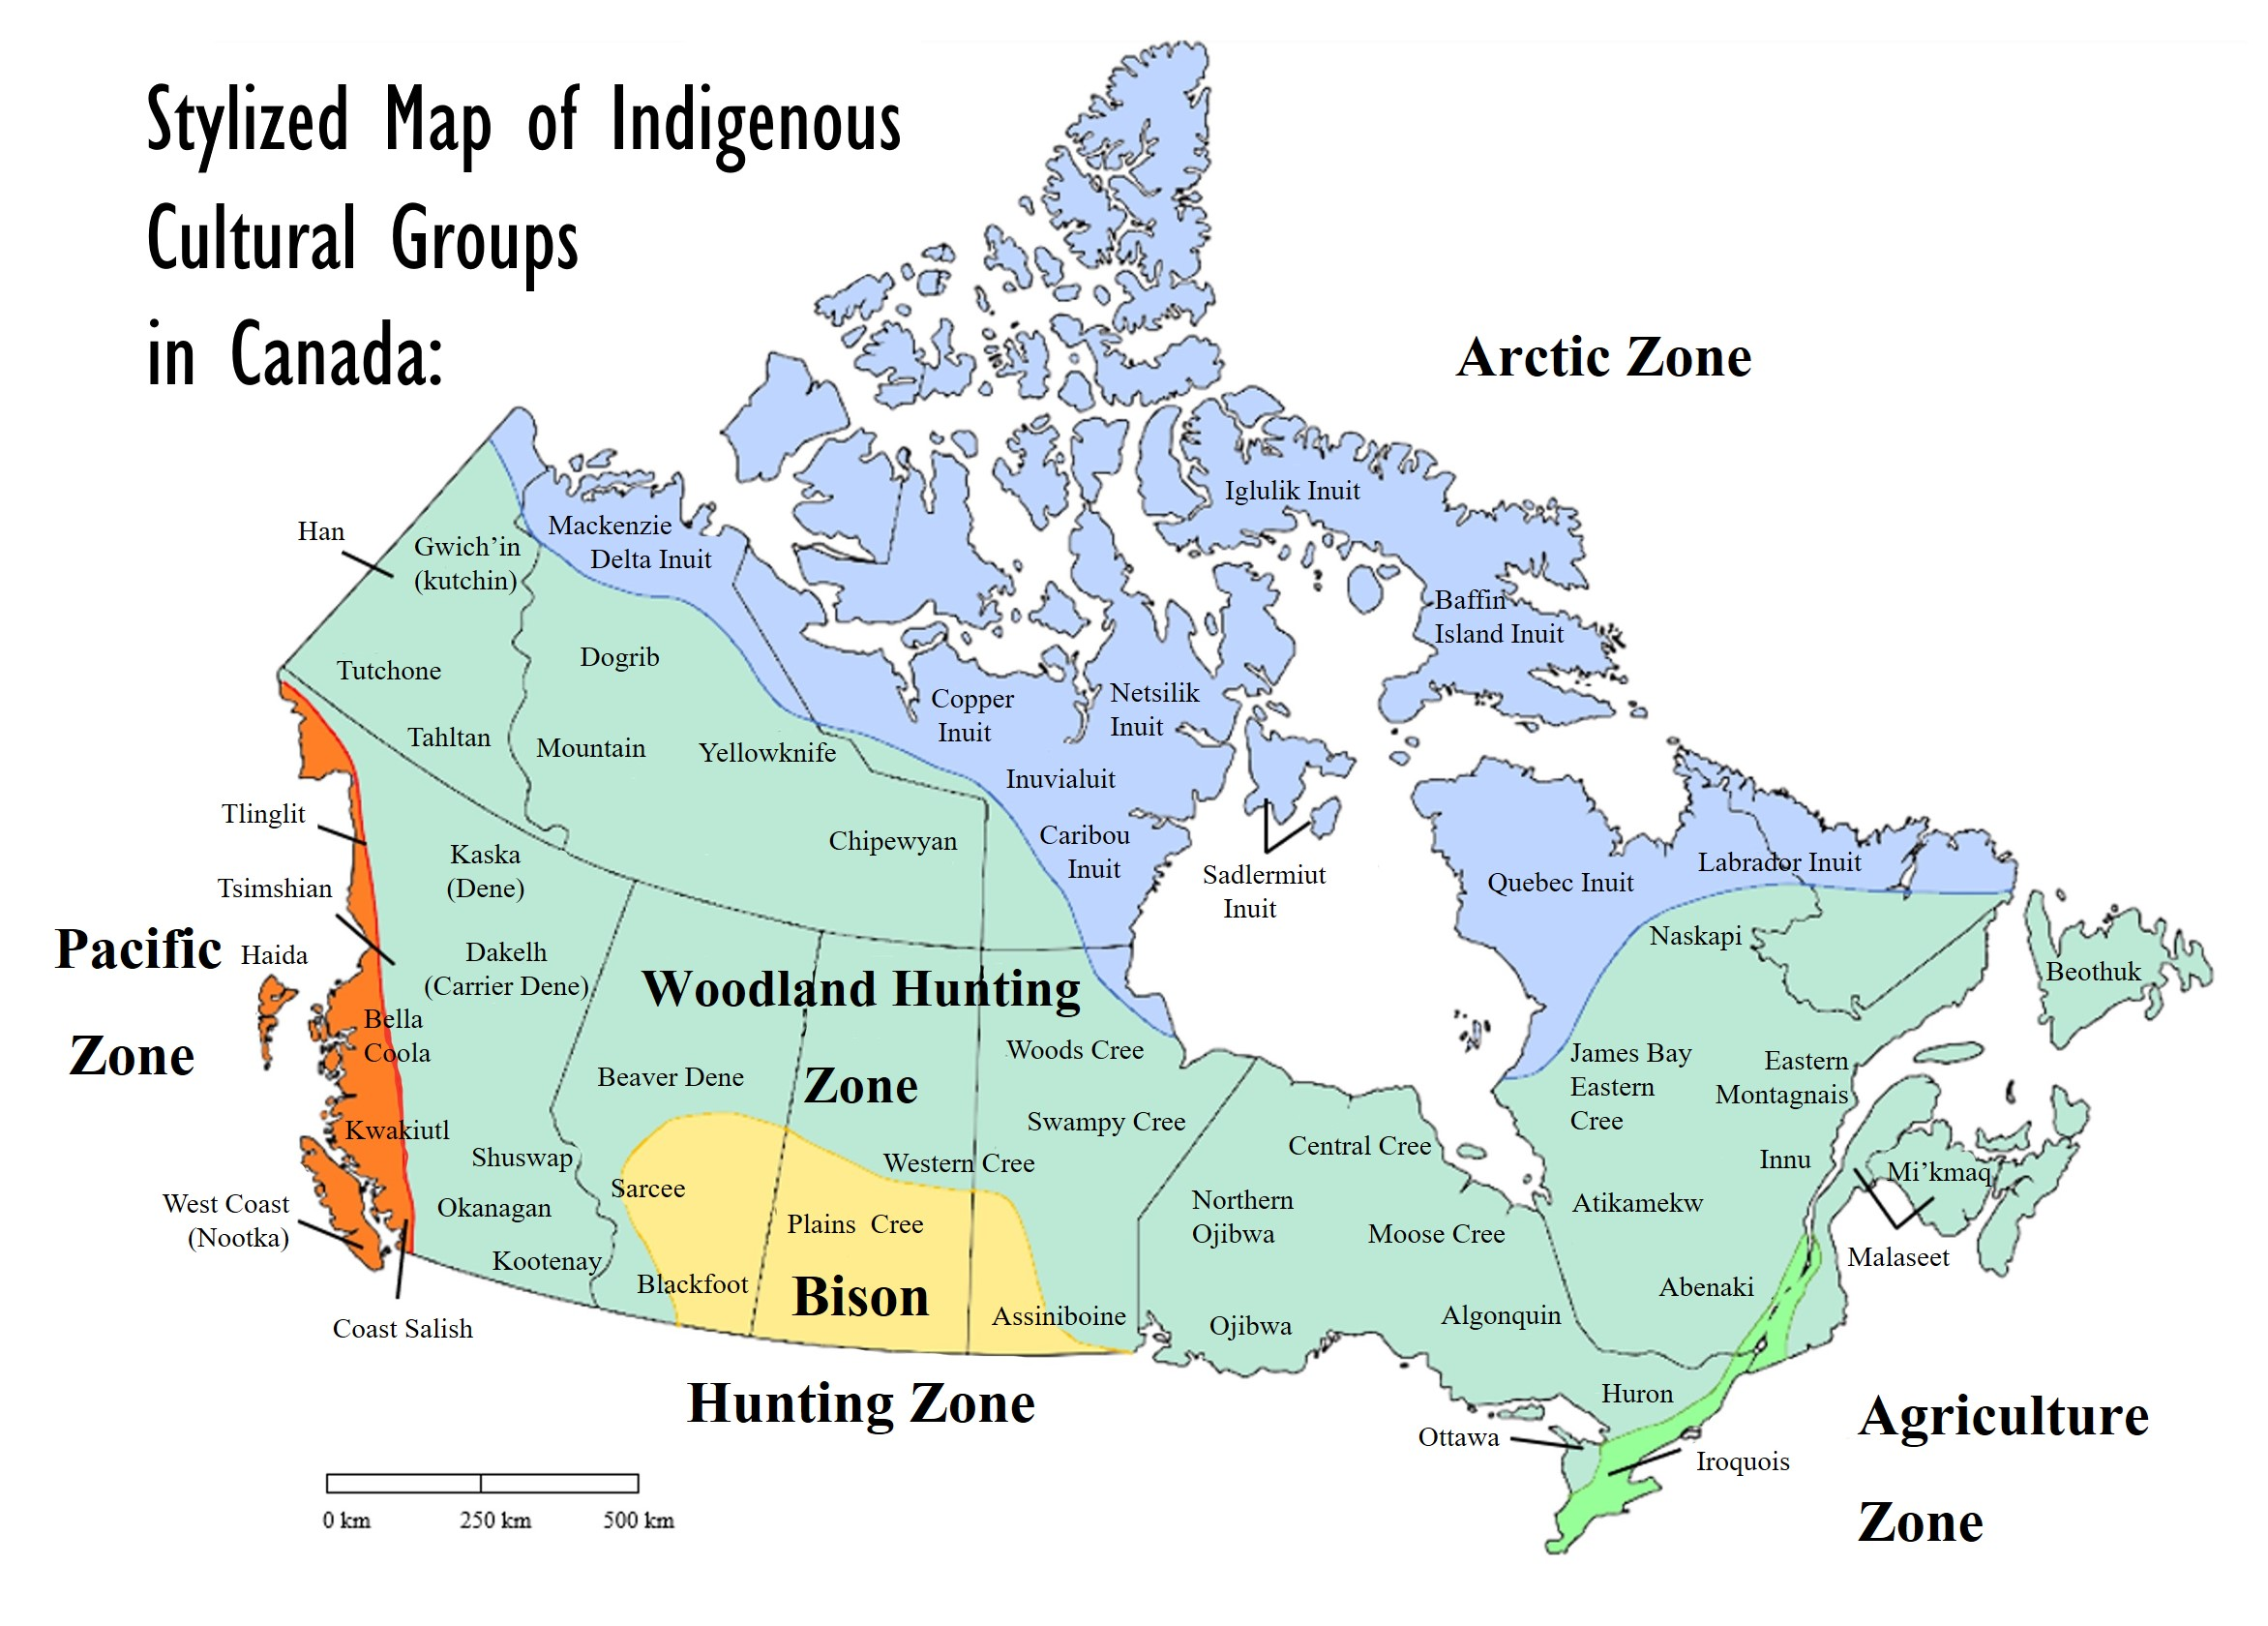 Stylized Map of Indigenous
Cultural Groups
in Canada:
Arctic Zone
Iglulik Inuit
Han
Gwich'in
(kutchin)
Mackenzie
Delta Inuit
Baffin
Island Inuit
Tutchone
Dogrib
Copper
Inuit
Netsilik
Inuit
Tahltan
Mountain
Yellowknife
Inuvialuit
Tlinglit
Chipewyan
Caribou
Inuit
Kaska
(Dene)
Tsimshian
Sadlermiut
Inuit
Quebec Inuit
Labrador Inuit
Pacific
Zone
Haida
Dakelh
(Carrier Dene)
Woodland Hunting
Zone
Naskapi
Beothuk
Bella
Coola
Beaver Dene
Woods Cree
James Bay
Eastern
Cree
Eastern
Montagnais
Kwakiutl
Shuswap
Swampy Cree
Central Cree
Western Cree
Innu
Mi'kmaq
Sarcee
West Coast
(Nootka)
Okanagan
Plains Cree
Northern
Ojibwa
Moose Cree
Atikamekw
Malaseet
Kootenay
Blackfoot
Bison
Hunting Zone
Assiniboine
Ojibwa
Algonquin
Abenaki
Coast Salish
Huron
Ottawa
Iroquois
Agriculture
Zone
0 km 250 km 500 km